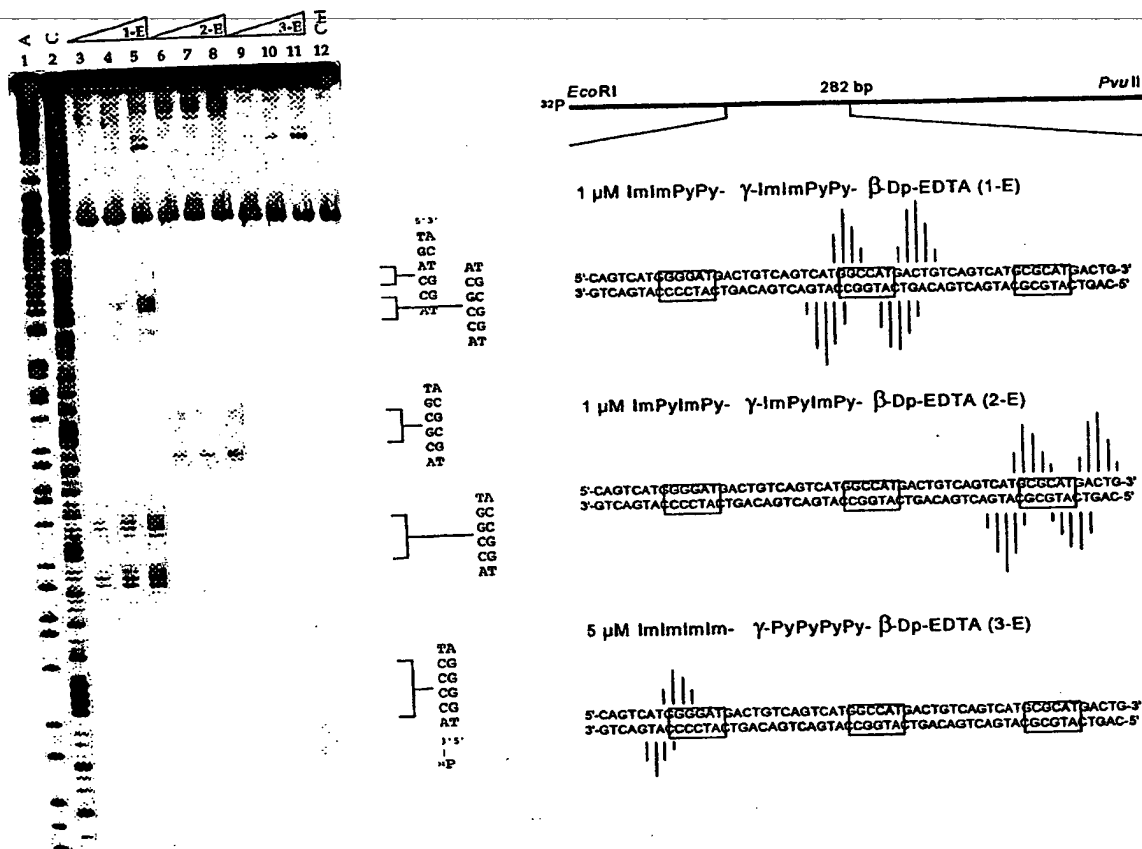 A
C
1-E
2-E
3-E
1 2 3 4 5 6 7 8 9 10 11 12
5'3'
TA
GC
AT
CG
CG
AT
AT
CG
GC
CG
CG
AT
TA
GC
CG
GC
CG
AT
TA
GC
GC
CG
CG
AT
TA
CG
CG
CG
CG
AT
3'5'
³²P
EcoRI
282 bp
PvuII
³²P
1 µM ImImPyPy- γ-ImImPyPy- β-Dp-EDTA (1-E)
5'-CAGTCATGGGGATGACTGTCAGTCATGGCCATGACTGTCAGTCATGCGCATGACTG-3'
3'-GTCAGTACCCCTACTGACAGTCAGTACCGGTACTGACAGTCAGTACGCGTACTGAC-5'
1 µM ImPyImPy- γ-ImPyImPy- β-Dp-EDTA (2-E)
5'-CAGTCATGGGGATGACTGTCAGTCATGGCCATGACTGTCAGTCATGCGCATGACTG-3'
3'-GTCAGTACCCCTACTGACAGTCAGTACCGGTACTGACAGTCAGTACGCGTACTGAC-5'
5 µM ImImImIm- γ-PyPyPyPy- β-Dp-EDTA (3-E)
5'-CAGTCATGGGGATGACTGTCAGTCATGGCCATGACTGTCAGTCATGCGCATGACTG-3'
3'-GTCAGTACCCCTACTGACAGTCAGTACCGGTACTGACAGTCAGTACGCGTACTGAC-5'